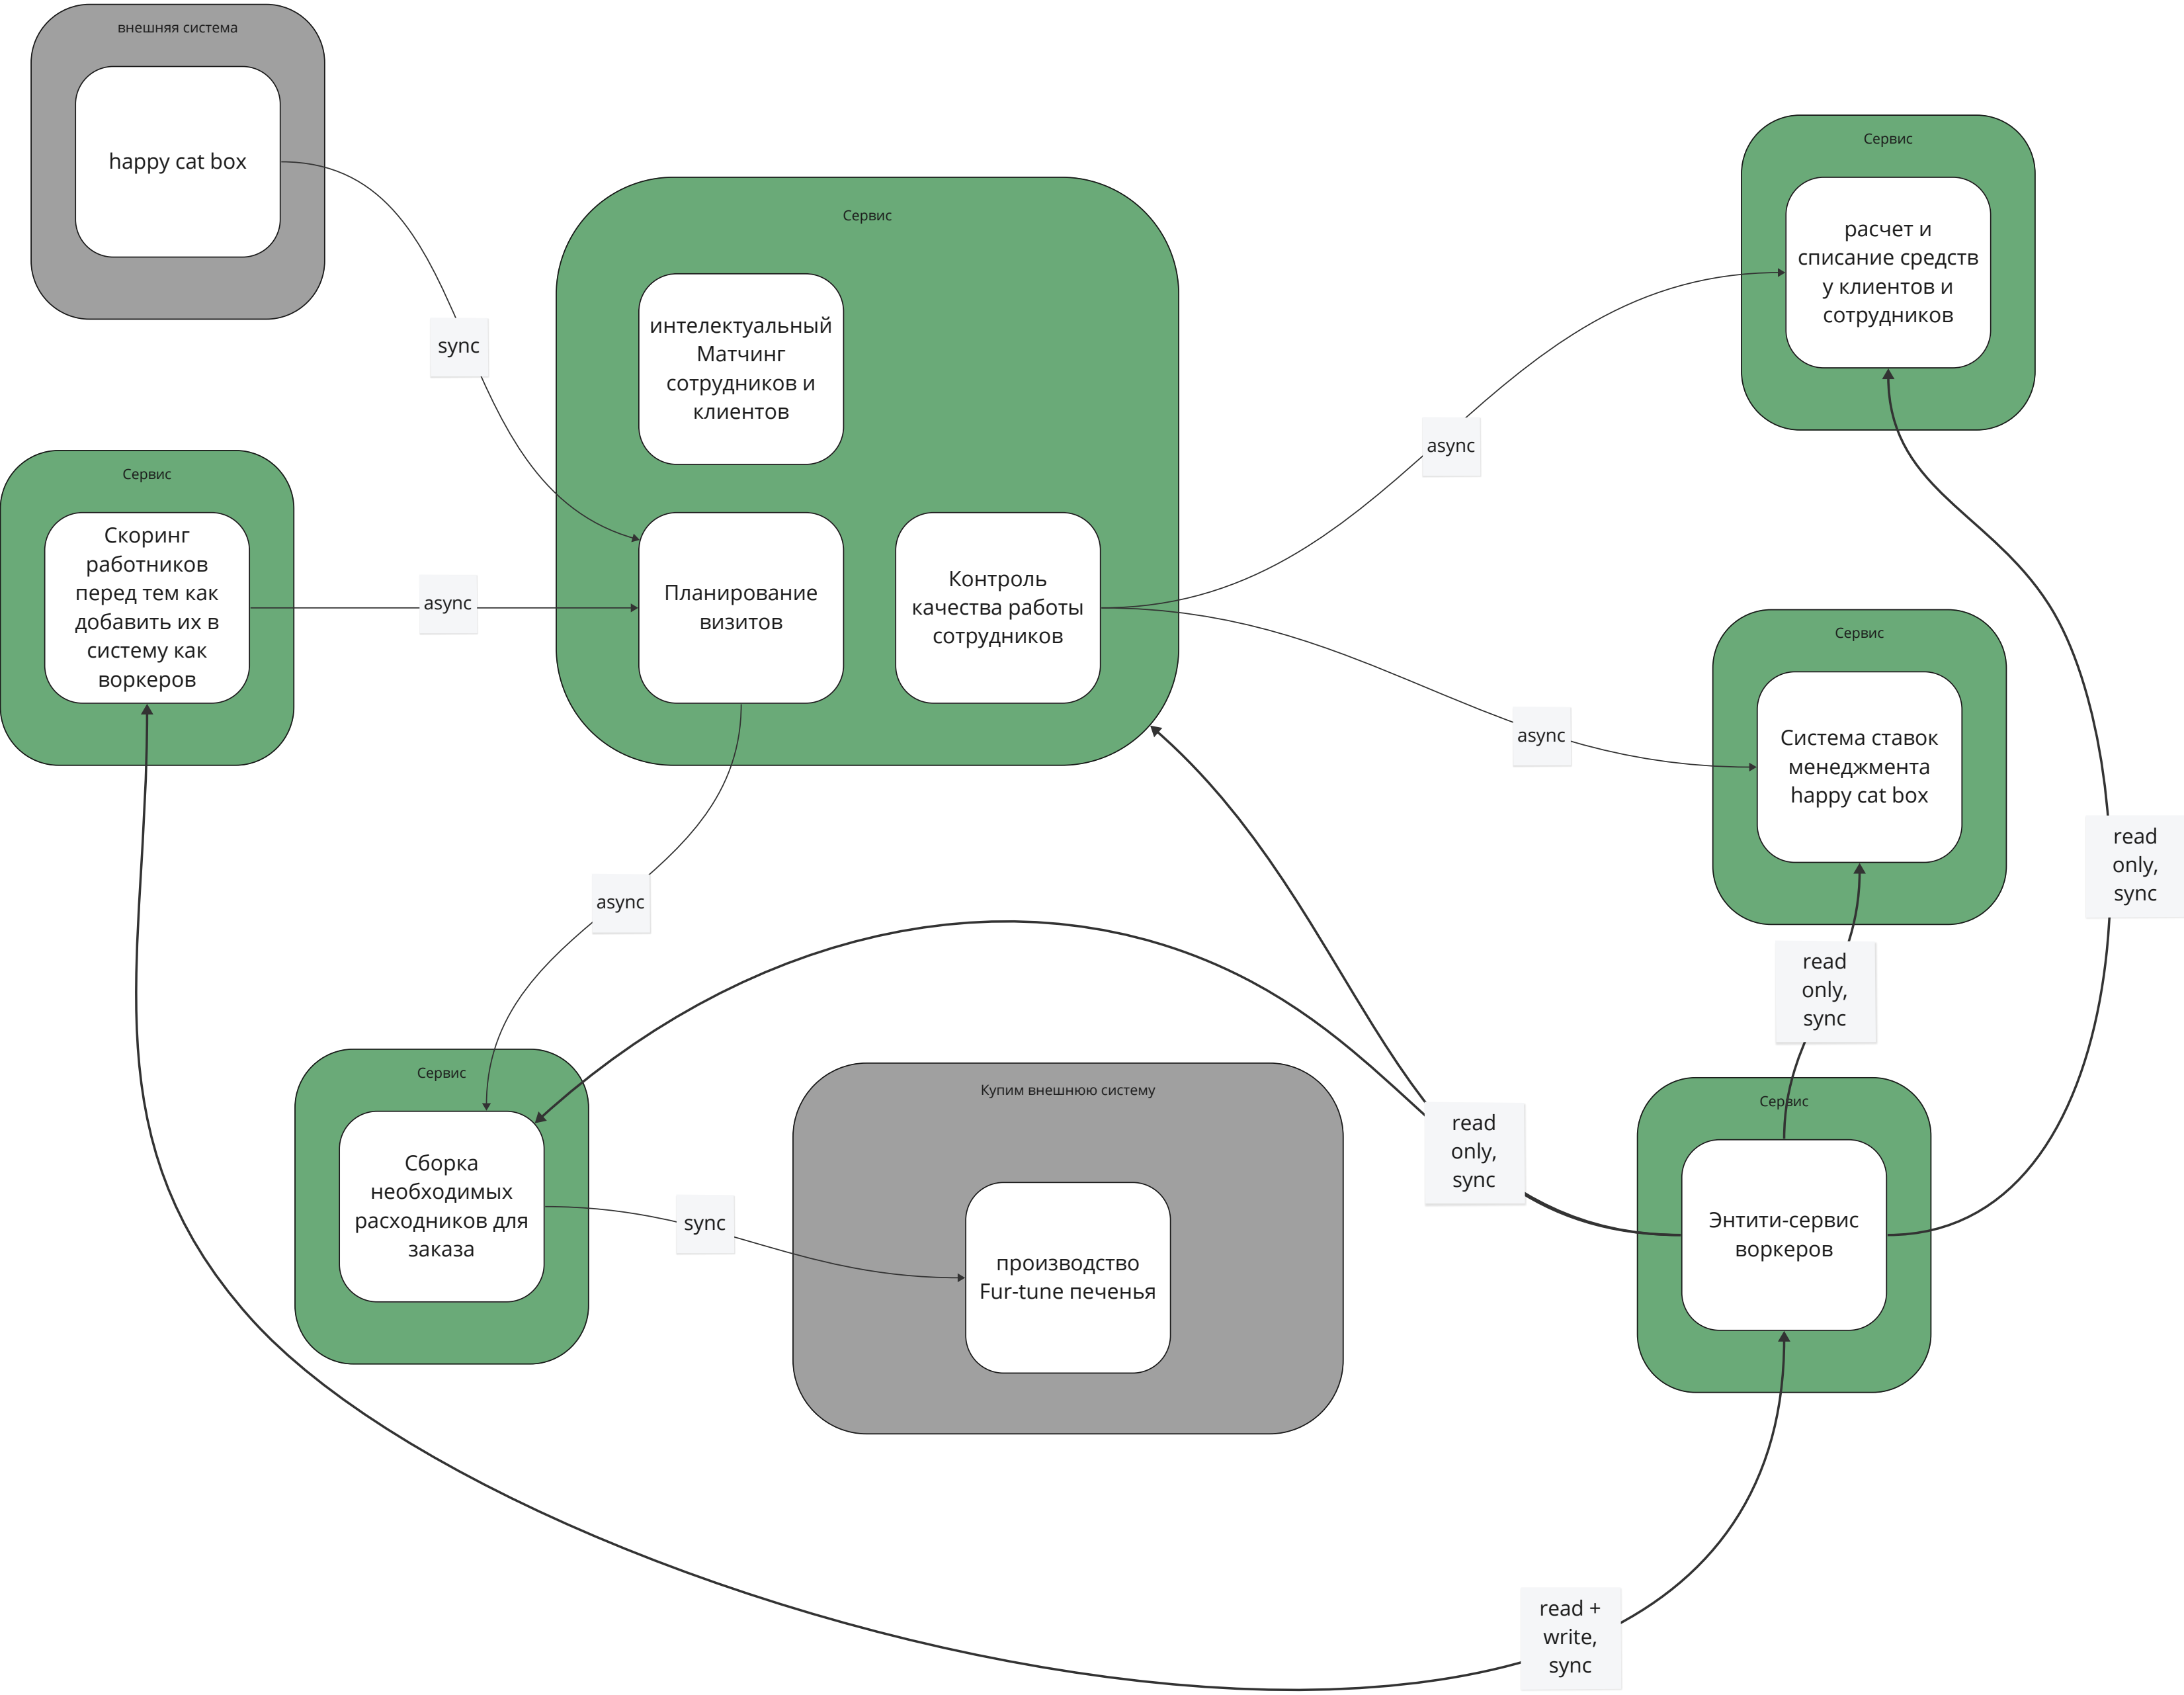 внешняя система
happy cat box
sync
Сервис
интелектуальный
Матчинг
сотрудников и
клиентов
Планирование
визитов
Контроль
качества работы
сотрудников
Сервис
расчет и
списание средств
у клиентов и
сотрудников
async
Сервис
Скоринг
работников
перед тем как
добавить их в
систему как
воркеров
async
Сервис
Система ставок
менеджмента
happy cat box
async
read
only,
sync
async
read
only,
sync
Сервис
Сборка
необходимых
расходников для
заказа
sync
Купим внешнюю систему
производство
Fur-tune печенья
read
only,
sync
Сервис
Энтити-сервис
воркеров
read +
write,
sync